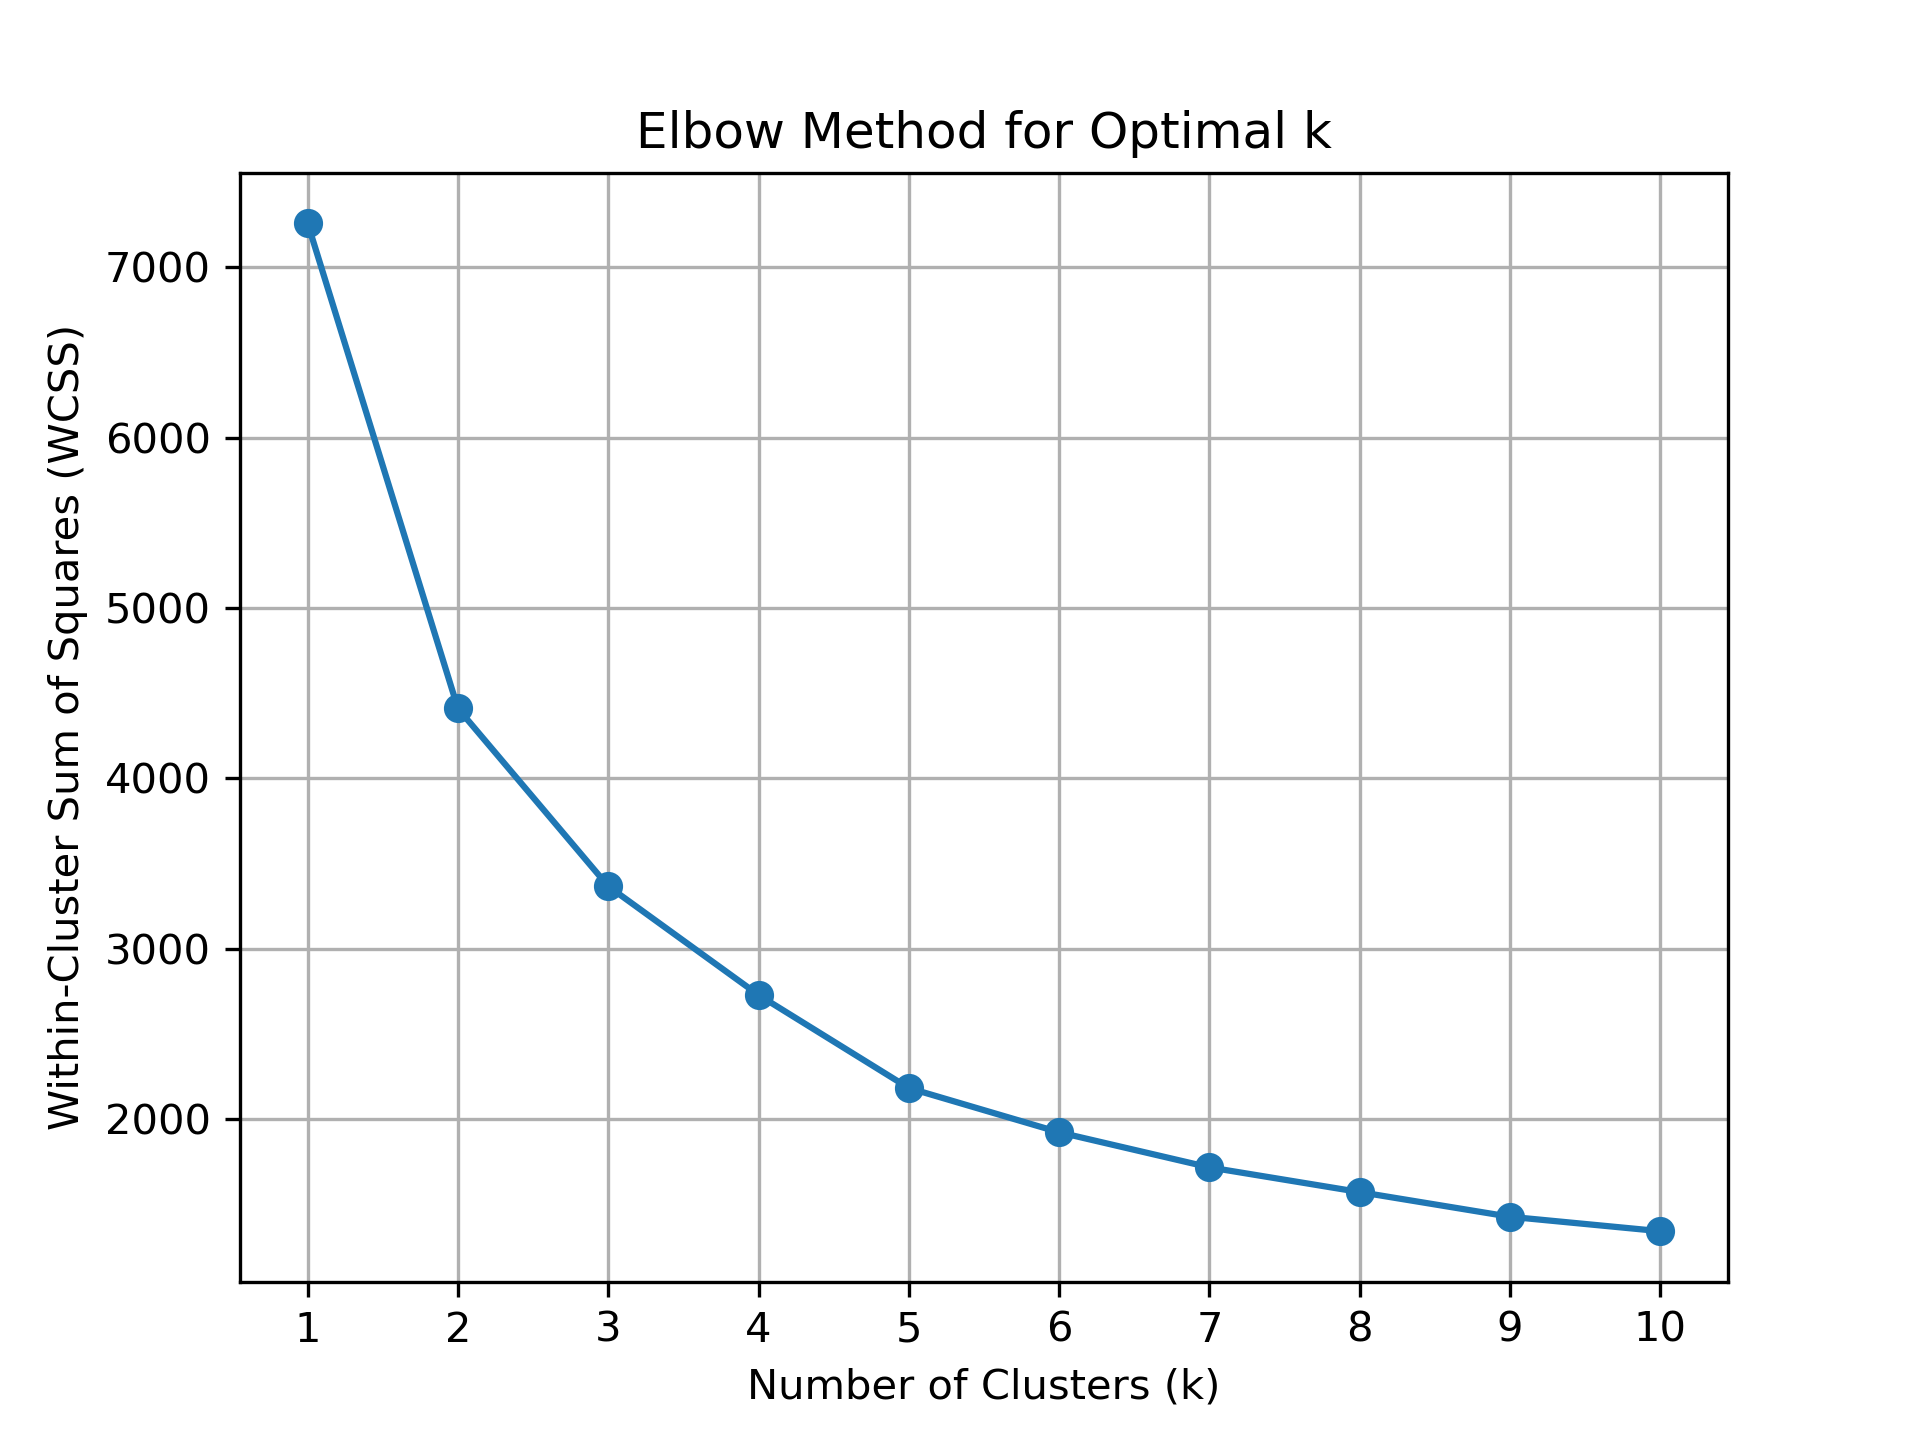 Elbow Method for Optimal k
Within-Cluster Sum of Squares (WCSS)
7000
6000
5000
4000
3000
2000
1 2 3 4 5 6 7 8 9 10
Number of Clusters (k)